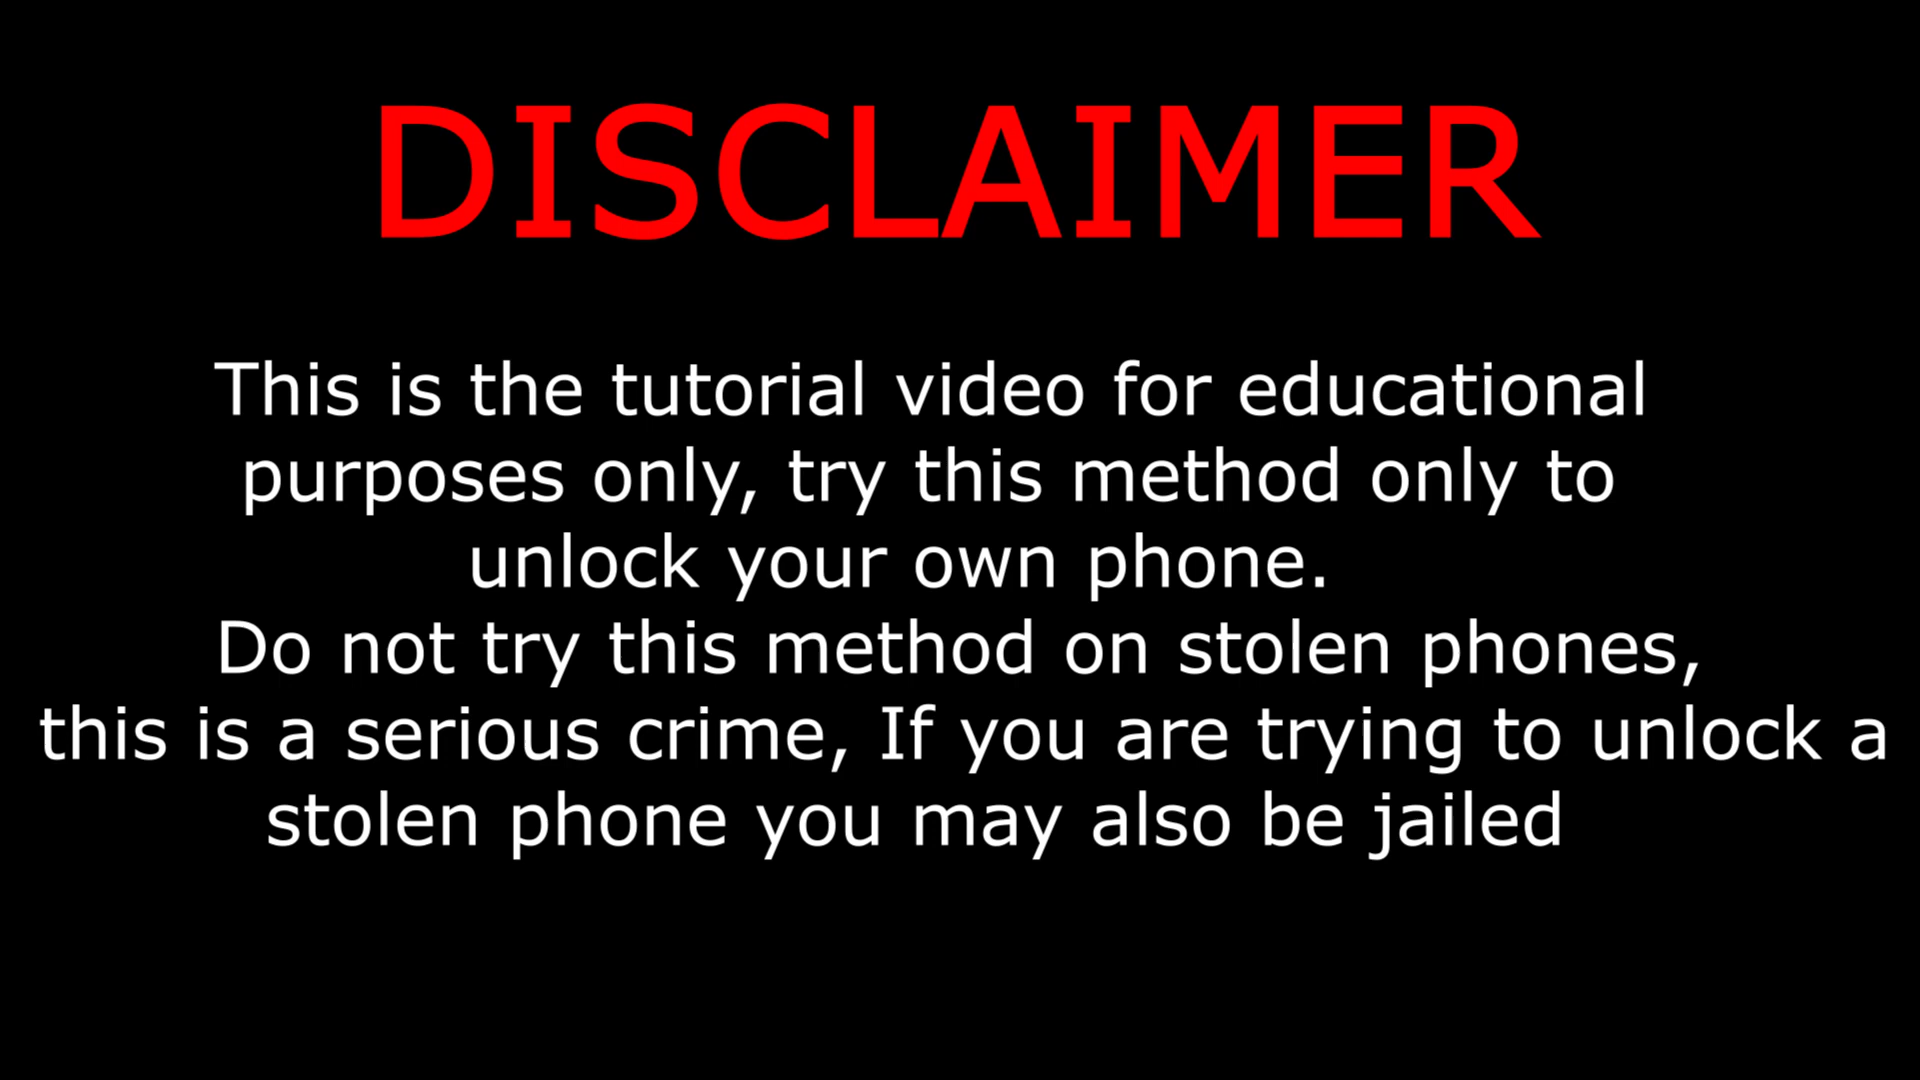 DISCLAIMER
This is the tutorial video for educational
purposes only, try this method only to
unlock your own phone.
Do not try this method on stolen phones,
this is a serious crime, If you are trying to unlock a
stolen phone you may also be jailed